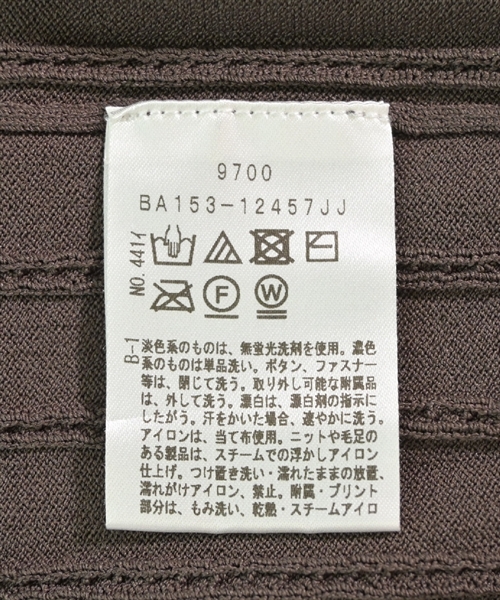 9700
BA153-12457JJ
NO.441イ
F W
B-1
淡色系のものは、無蛍光洗剤を使用。濃色
系のものは単品洗い。ボタン、ファスナー
等は、閉じて洗う。取り外し可能な附属品
は、外して洗う。漂白は、漂白剤の指示に
したがう。汗をかいた場合、速やかに洗う。
アイロンは、当て布使用。ニットや毛足の
ある製品は、スチームでの浮かしアイロン
仕上げ。つけ置き洗い・濡れたままの放置、
濡れがけアイロン、禁止。附属・プリント
部分は、もみ洗い、乾熱・スチームアイロ